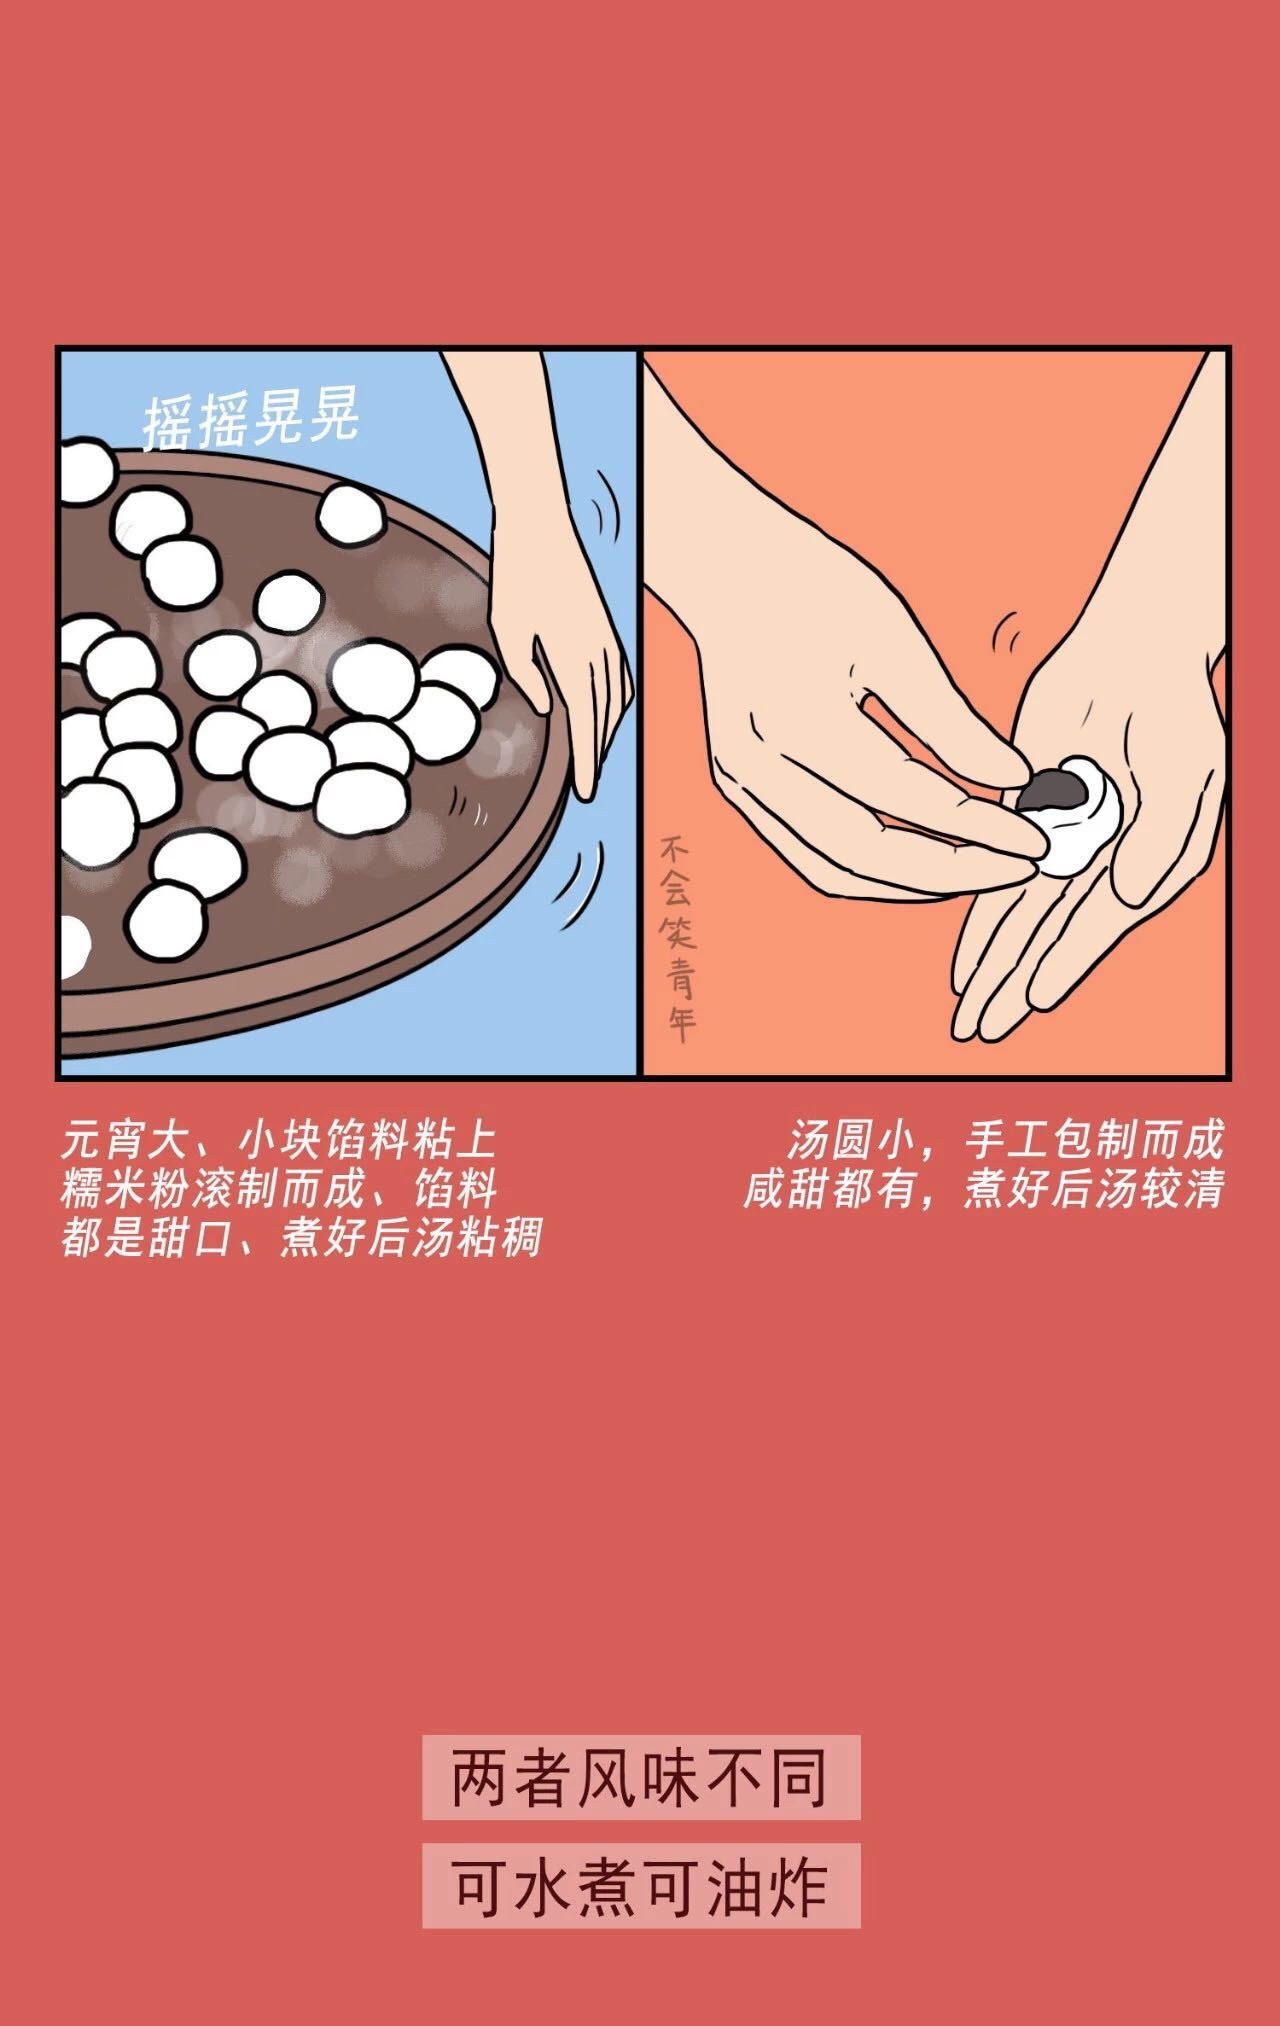 摇摇晃晃
不会笑青年
元宵大、小块馅料粘上
糯米粉滚制而成、馅料
都是甜口、煮好后汤粘稠
汤圆小，手工包制而成
咸甜都有，煮好后汤较清
两者风味不同
可水煮可油炸